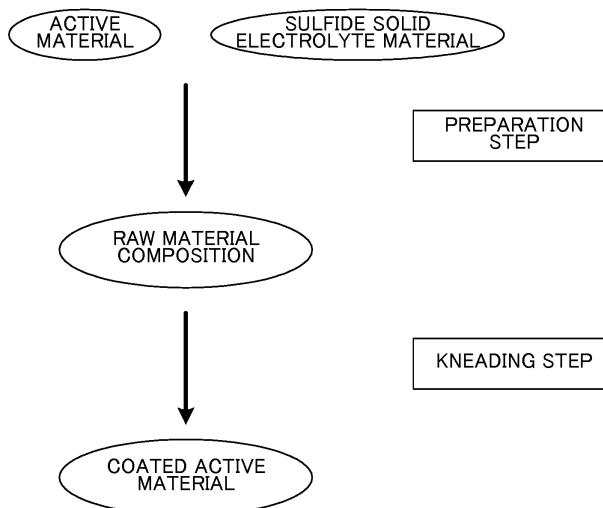 ACTIVE
MATERIAL
SULFIDE SOLID
ELECTROLYTE MATERIAL
PREPARATION
STEP
RAW MATERIAL
COMPOSITION
KNEADING STEP
COATED ACTIVE
MATERIAL